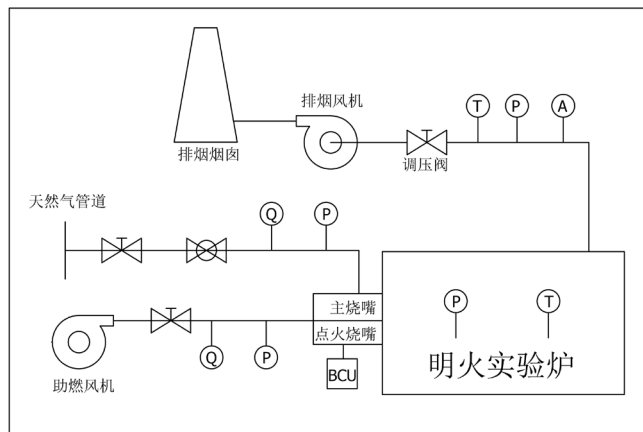 排烟风机
T P A
排烟烟囱
调压阀
天然气管道
Q P
主烧嘴
P T
点火烧嘴
Q P
明火实验炉
BCU
助燃风机